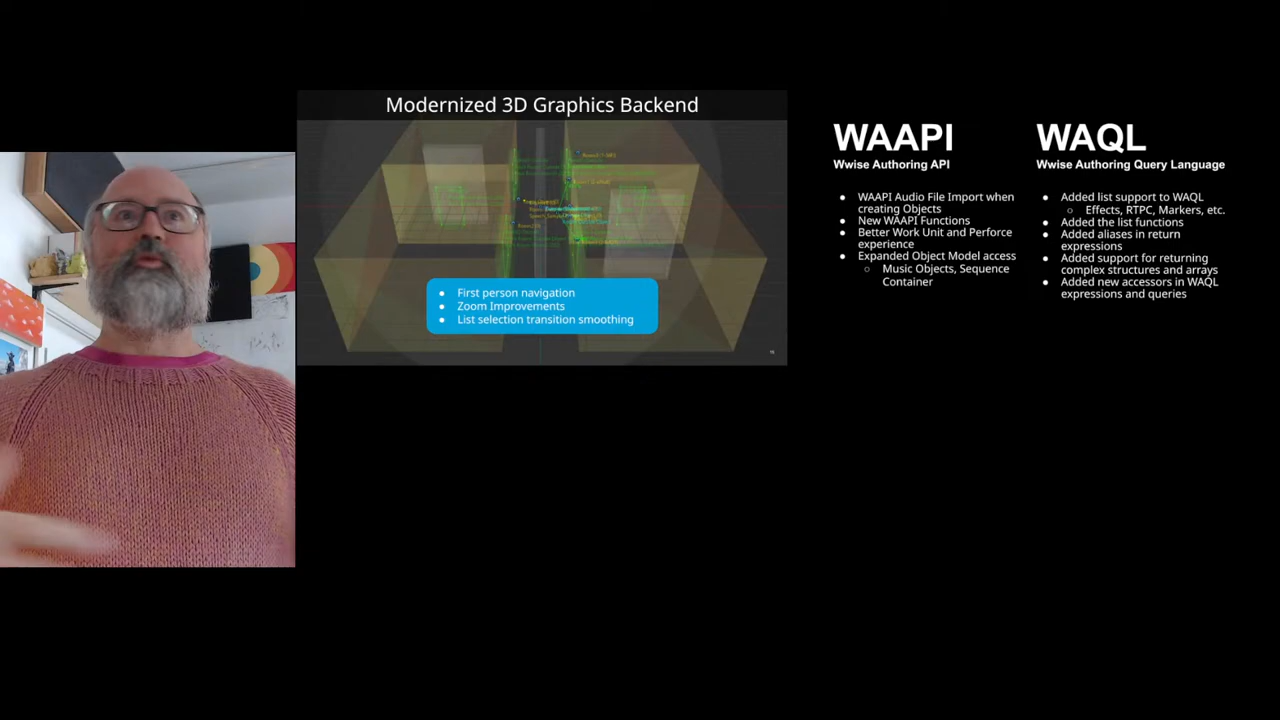 Modernized 3D Graphics Backend
● First person navigation
● Zoom Improvements
● List selection transition smoothing
WAAPI
Wwise Authoring API
● WAAPI Audio File Import when
creating Objects
● New WAAPI Functions
● Better Work Unit and Perforce
experience
● Expanded Object Model access
○ Music Objects, Sequence
Container
WAQL
Wwise Authoring Query Language
● Added list support to WAQL
○ Effects, RTPC, Markers, etc.
● Added the list functions
● Added aliases in return
expressions
● Added support for returning
complex structures and arrays
● Added new accessors in WAQL
expressions and queries